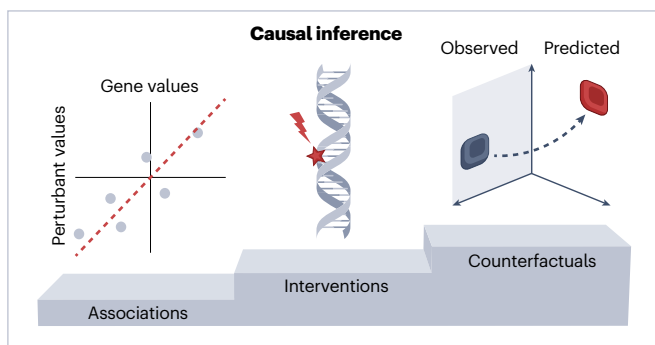 Causal inference
Observed
Predicted
Gene values
Perturbant values
Counterfactuals
Interventions
Associations